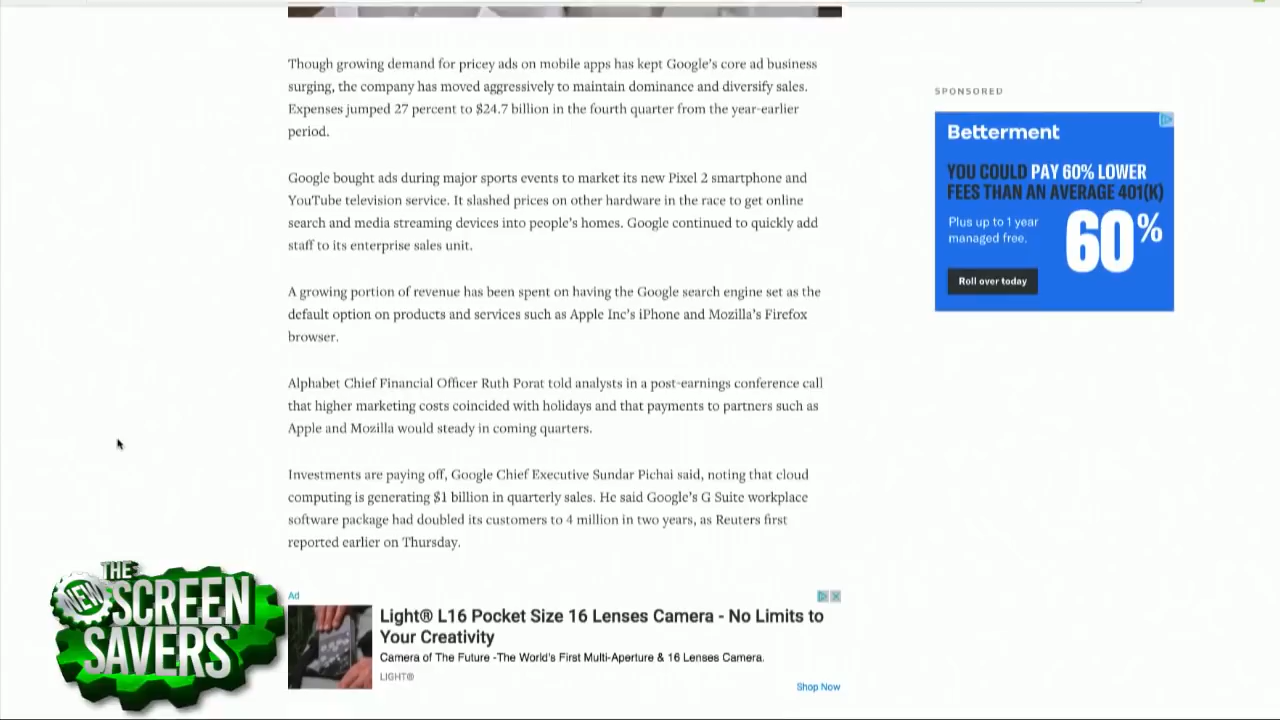 Though growing demand for pricey ads on mobile apps has kept Google's core ad business
surging, the company has moved aggressively to maintain dominance and diversify sales.
Expenses jumped 27 percent to $24.7 billion in the fourth quarter from the year-earlier
period.
Google bought ads during major sports events to market its new Pixel 2 smartphone and
YouTube television service. It slashed prices on other hardware in the race to get online
search and media streaming devices into people's homes. Google continued to quickly add
staff to its enterprise sales unit.
A growing portion of revenue has been spent on having the Google search engine set as the
default option on products and services such as Apple Inc's iPhone and Mozilla's Firefox
browser.
Alphabet Chief Financial Officer Ruth Porat told analysts in a post-earnings conference call
that higher marketing costs coincided with holidays and that payments to partners such as
Apple and Mozilla would steady in coming quarters.
Investments are paying off, Google Chief Executive Sundar Pichai said, noting that cloud
computing is generating $1 billion in quarterly sales. He said Google's G Suite workplace
software package had doubled its customers to 4 million in two years, as Reuters first
reported earlier on Thursday.
SPONSORED
Betterment
YOU COULD PAY 60% LOWER
FEES THAN AN AVERAGE 401(K)
Plus up to 1 year
managed free.
60%
Roll over today
Ad
Light® L16 Pocket Size 16 Lenses Camera - No Limits to
Your Creativity
Camera of The Future -The World's First Multi-Aperture & 16 Lenses Camera.
LIGHT®
Shop Now
THE
NEW
SCREEN
SAVERS